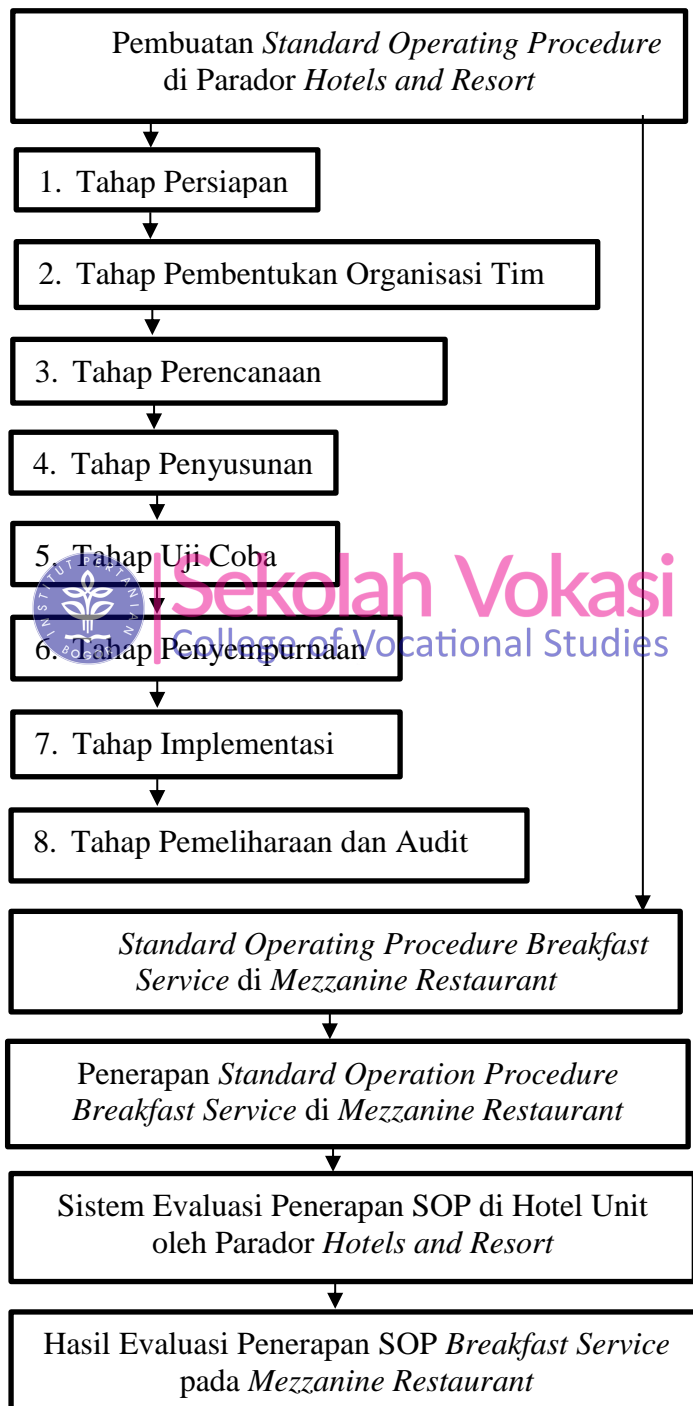 Pembuatan Standard Operating Procedure
di Parador Hotels and Resort
1. Tahap Persiapan
2. Tahap Pembentukan Organisasi Tim
3. Tahap Perencanaan
4. Tahap Penyusunan
5. Tahap Uji Coba
INSTITUT PERTANIAN
BOGOR
Sekolah Vokasi
College of Vocational Studies
6. Tahap Penyempurnaan
7. Tahap Implementasi
8. Tahap Pemeliharaan dan Audit
Standard Operating Procedure Breakfast
Service di Mezzanine Restaurant
Penerapan Standard Operation Procedure
Breakfast Service di Mezzanine Restaurant
Sistem Evaluasi Penerapan SOP di Hotel Unit
oleh Parador Hotels and Resort
Hasil Evaluasi Penerapan SOP Breakfast Service
pada Mezzanine Restaurant